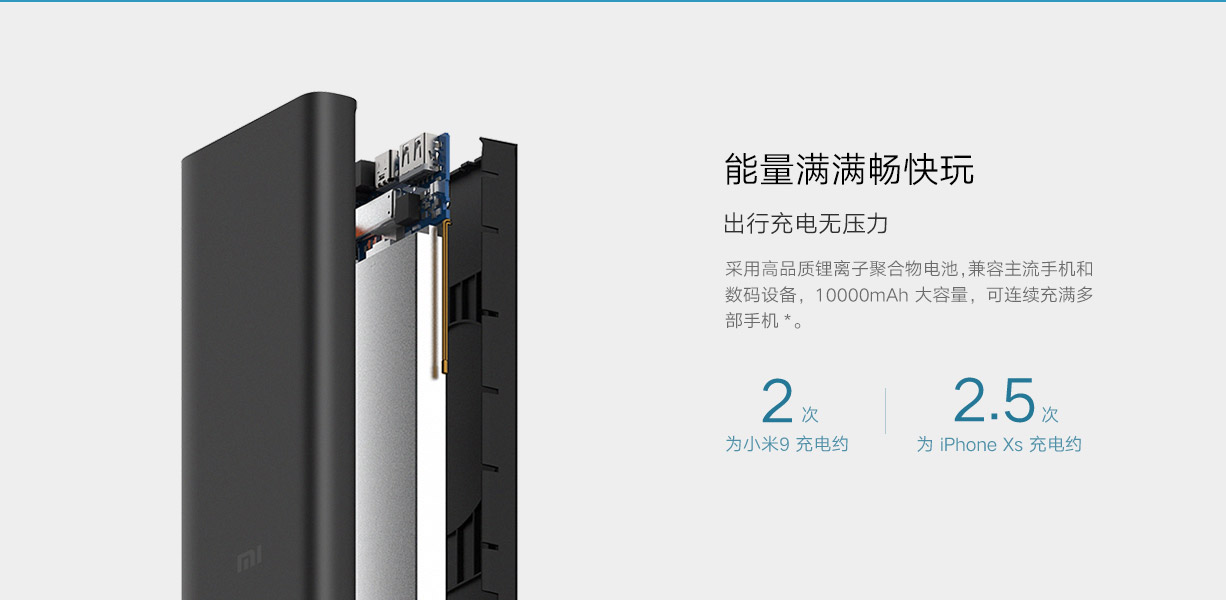 能量满满畅快玩
出行充电无压力
采用高品质锂离子聚合物电池,兼容主流手机和
数码设备，10000mAh 大容量，可连续充满多
部手机 *。
2 次
为小米9 充电约
2.5 次
为 iPhone Xs 充电约
mi